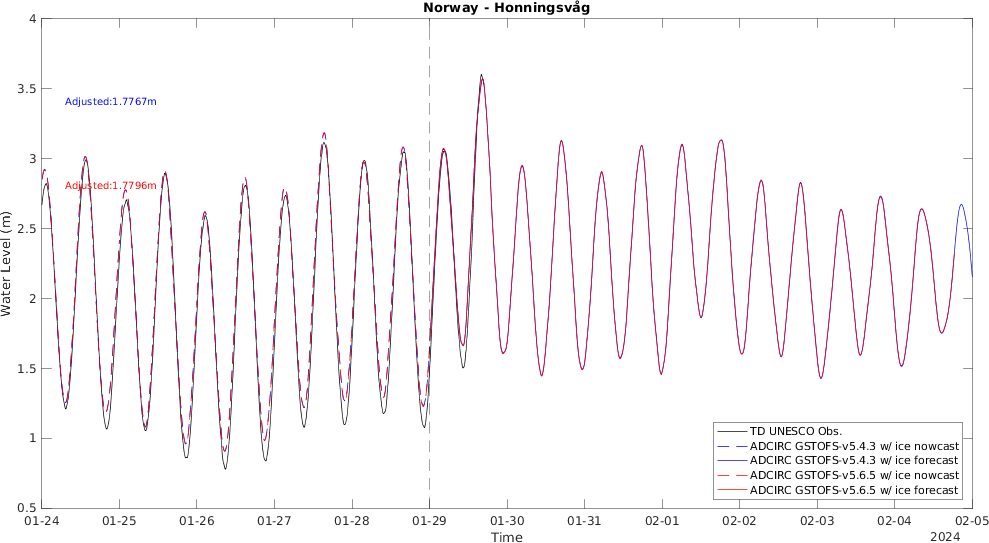 Norway - Honningsvåg
Adjusted:1.7767m
Adjusted:1.7796m
Water Level (m)
4
3.5
3
2.5
2
1.5
1
0.5
TD UNESCO Obs.
ADCIRC GSTOFS-v5.4.3 w/ ice nowcast
ADCIRC GSTOFS-v5.4.3 w/ ice forecast
ADCIRC GSTOFS-v5.6.5 w/ ice nowcast
ADCIRC GSTOFS-v5.6.5 w/ ice forecast
01-24 01-25 01-26 01-27 01-28 01-29 01-30 01-31 02-01 02-02 02-03 02-04 02-05
Time
2024